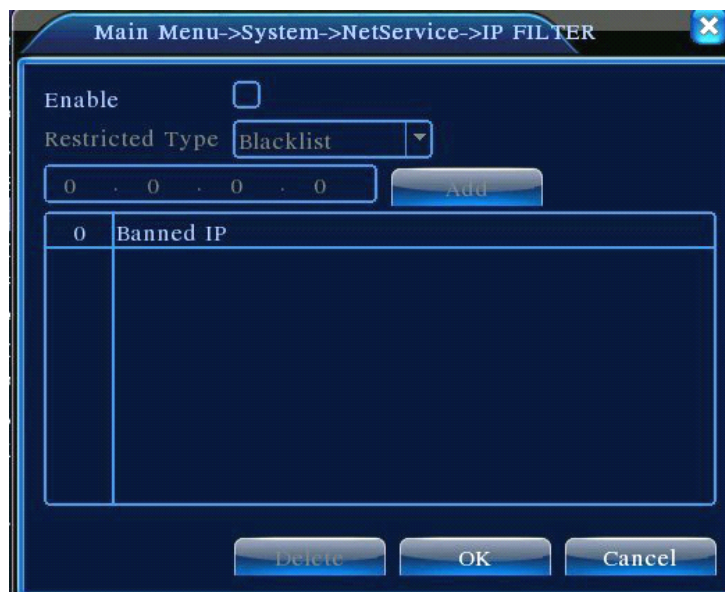 Main Menu->System->NetService->IP FILTER
Enable
Restricted Type Blacklist
0 . 0 . 0 . 0 Add
0 Banned IP
Delete OK Cancel